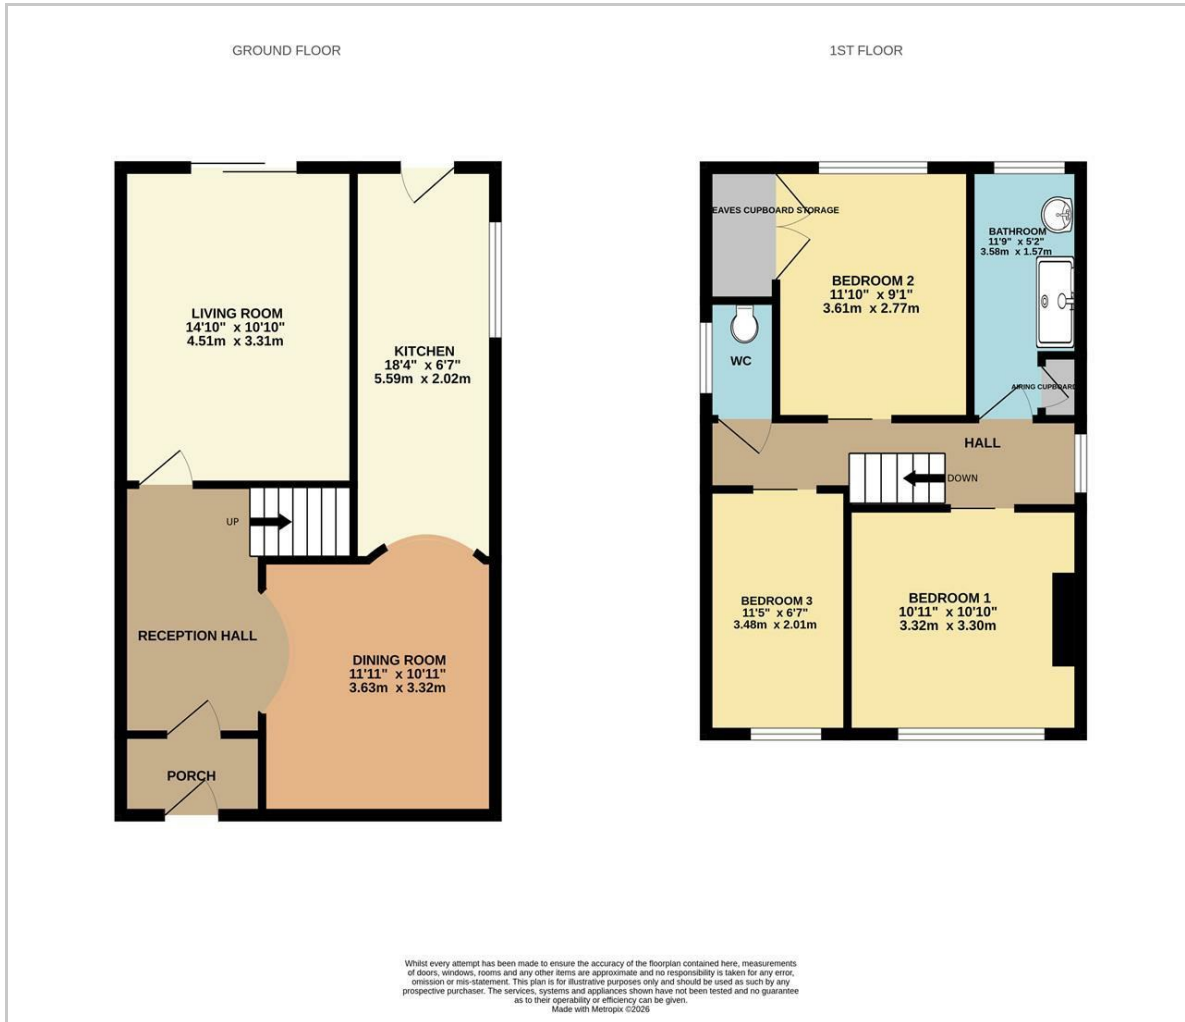 GROUND FLOOR
LIVING ROOM
14'10" x 10'10"
4.51m x 3.31m
KITCHEN
18'4" x 6'7"
5.59m x 2.02m
UP
RECEPTION HALL
DINING ROOM
11'11" x 10'11"
3.63m x 3.32m
PORCH
1ST FLOOR
EAVES CUPBOARD STORAGE
BATHROOM
11'9" x 5'2"
3.58m x 1.57m
BEDROOM 2
11'10" x 9'1"
3.61m x 2.77m
WC
AIRING CUPBOARD
HALL
DOWN
BEDROOM 3
11'5" x 6'7"
3.48m x 2.01m
BEDROOM 1
10'11" x 10'10"
3.32m x 3.30m
Whilst every attempt has been made to ensure the accuracy of the floorplan contained here, measurements
of doors, windows, rooms and any other items are approximate and no responsibility is taken for any error,
omission or mis-statement. This plan is for illustrative purposes only and should be used as such by any
prospective purchaser. The services, systems and appliances shown have not been tested and no guarantee
as to their operability or efficiency can be given.
Made with Metropix ©2026